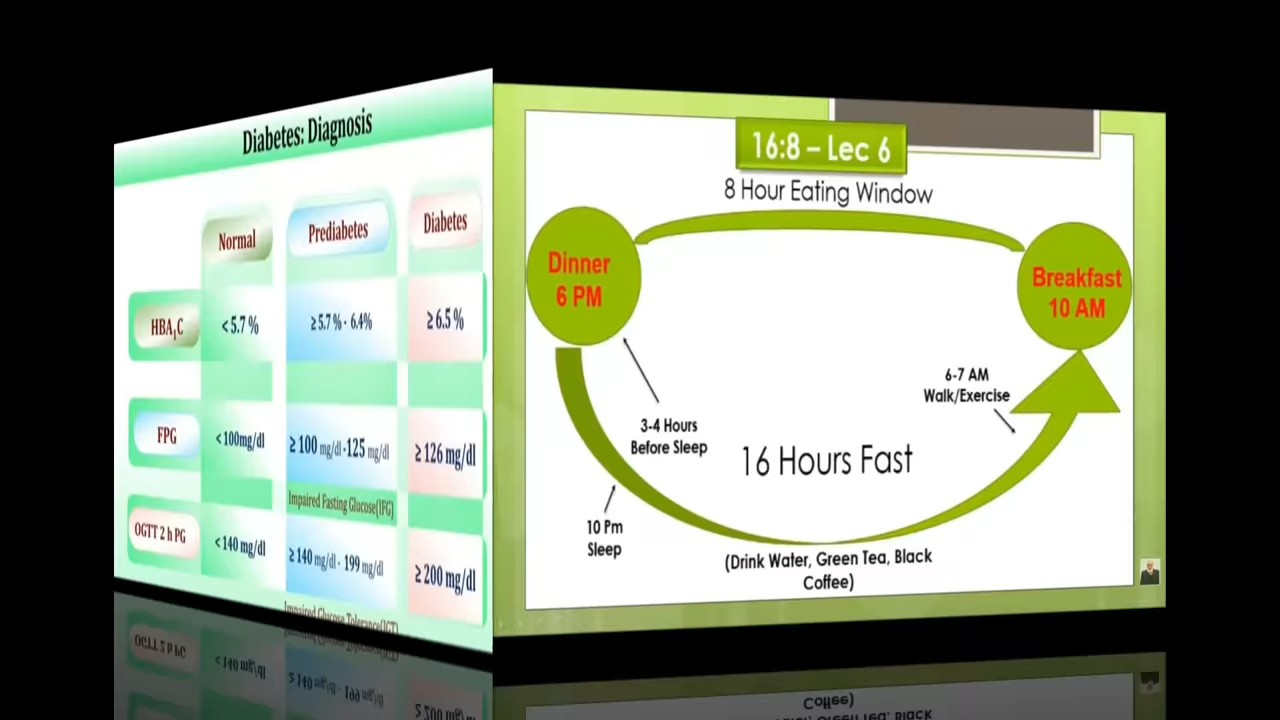 Diabetes: Diagnosis
Normal
Prediabetes
Diabetes
HBA₁C
< 5.7 %
≥ 5.7 % - 6.4%
≥ 6.5 %
FPG
< 100mg/dl
≥ 100 mg/dl -125 mg/dl
≥ 126 mg/dl
Impaired Fasting Glucose(IFG)
OGTT 2 h PG
< 140 mg/dl
≥ 140 mg/dl - 199 mg/dl
≥ 200 mg/dl
Impaired Glucose Tolerance(IGT)
16:8 – Lec 6
8 Hour Eating Window
Dinner
6 PM
Breakfast
10 AM
6-7 AM
Walk/Exercise
3-4 Hours
Before Sleep
16 Hours Fast
10 Pm
Sleep
(Drink Water, Green Tea, Black
Coffee)